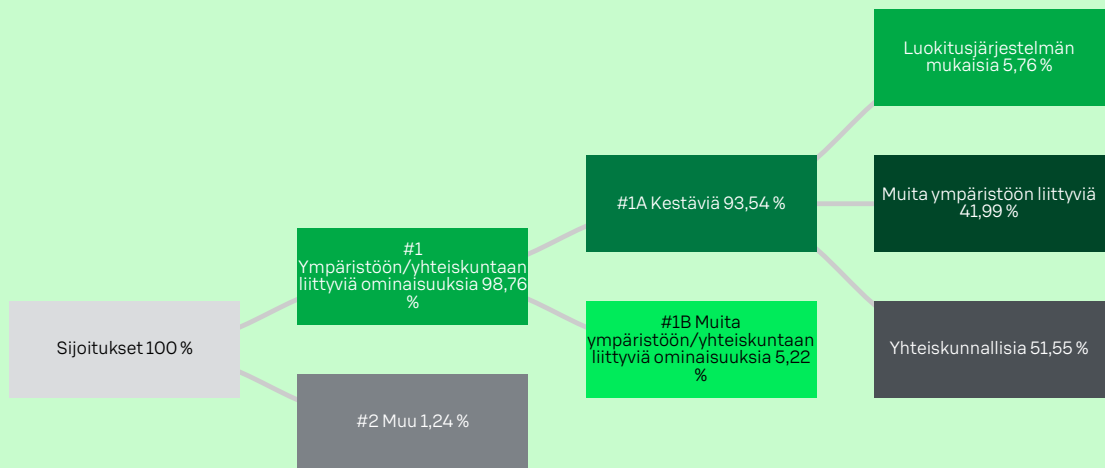 Sijoitukset 100 %
#1
Ympäristöön/yhteiskuntaan
liittyviä ominaisuuksia 98,76
%
#2 Muu 1,24 %
#1A Kestäviä 93,54 %
#1B Muita
ympäristöön/yhteiskuntaan
liittyviä ominaisuuksia 5,22
%
Luokitusjärjestelmän
mukaisia 5,76 %
Muita ympäristöön liittyviä
41,99 %
Yhteiskunnallisia 51,55 %